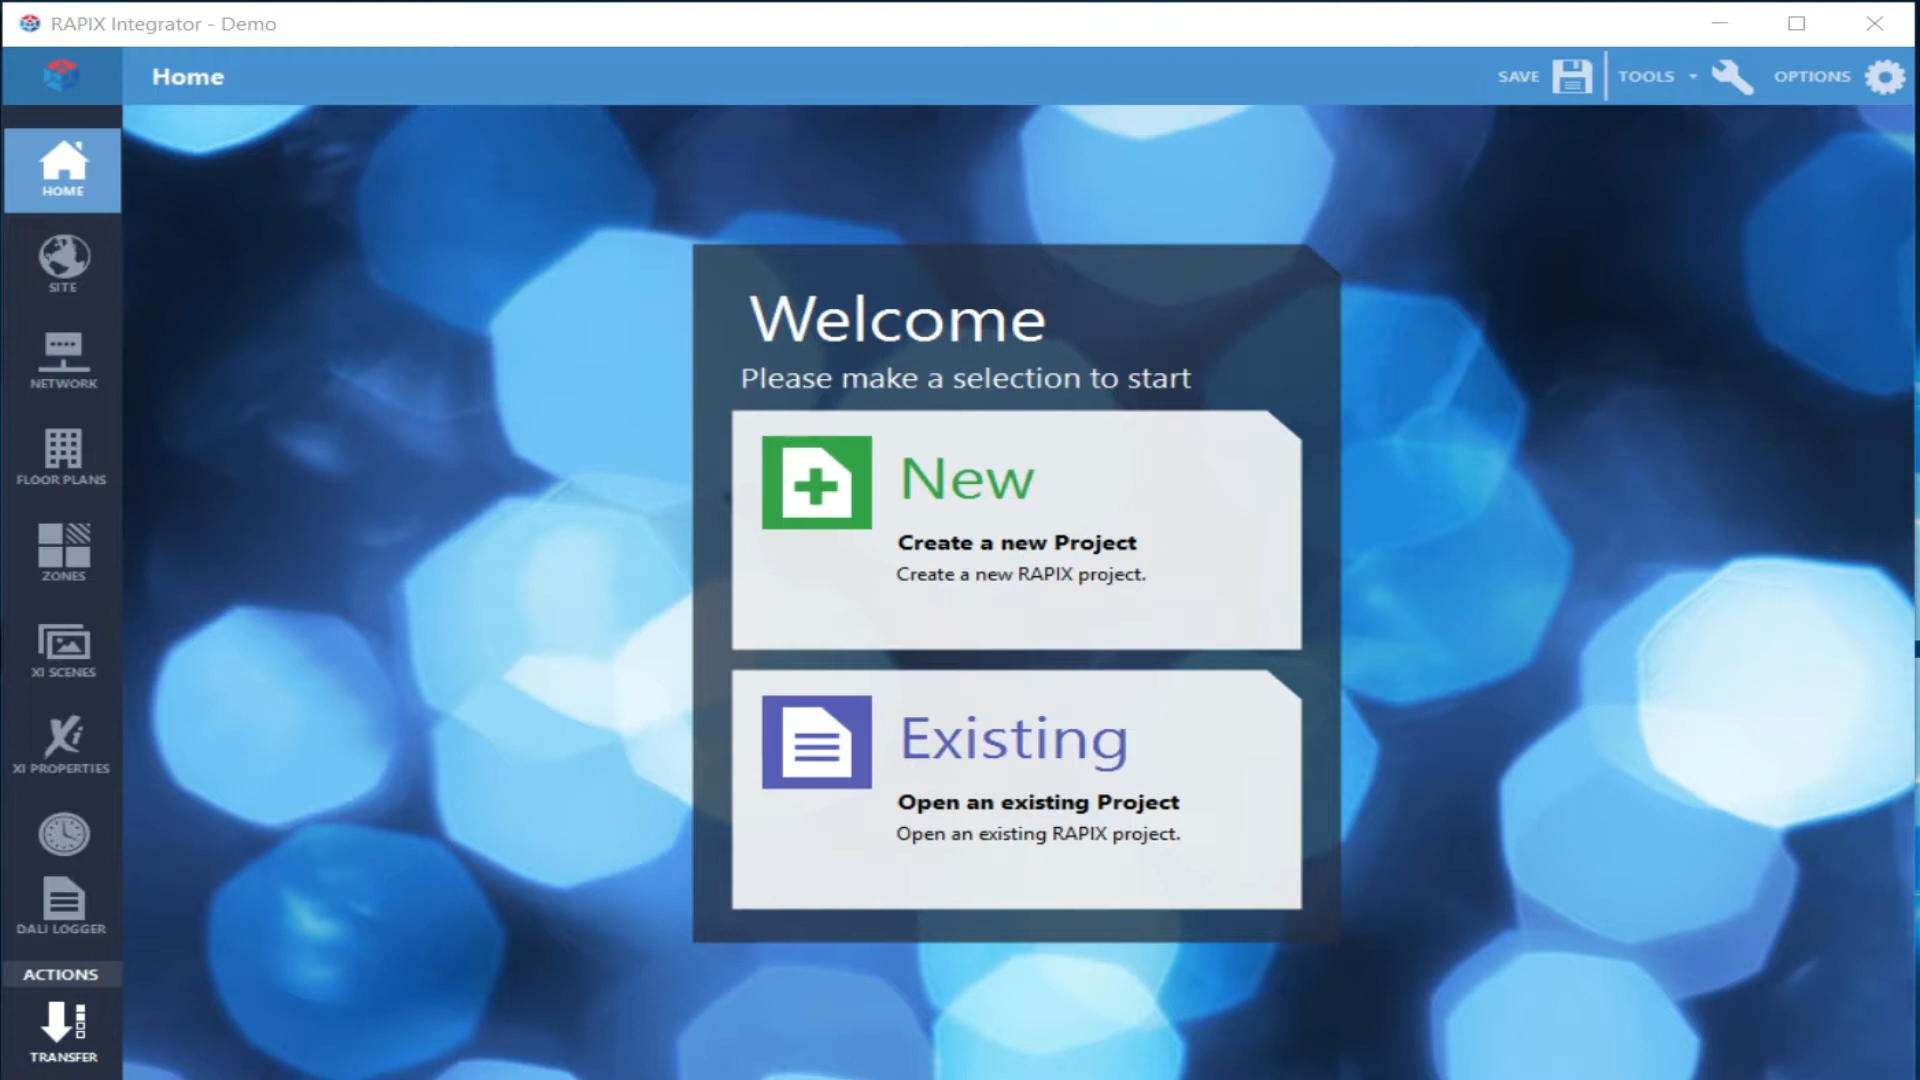 RAPIX Integrator - Demo
Home
SAVE
TOOLS
OPTIONS
HOME
SITE
NETWORK
FLOOR PLANS
ZONES
XI SCENES
Xi
XI PROPERTIES
DALI LOGGER
ACTIONS
TRANSFER
Welcome
Please make a selection to start
New
Create a new Project
Create a new RAPIX project.
Existing
Open an existing Project
Open an existing RAPIX project.